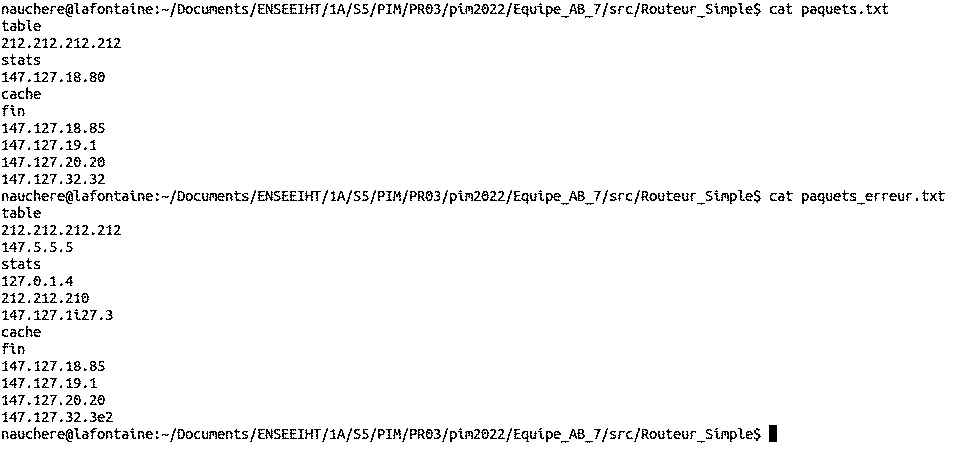 nauchere@lafontaine:~/Documents/ENSEEIHT/1A/S5/PIM/PR03/pim2022/Equipe_AB_7/src/Routeur_Simple$ cat paquets.txt
table
212.212.212.212
stats
147.127.18.80
cache
fin
147.127.18.85
147.127.19.1
147.127.20.20
147.127.32.32
nauchere@lafontaine:~/Documents/ENSEEIHT/1A/S5/PIM/PR03/pim2022/Equipe_AB_7/src/Routeur_Simple$ cat paquets_erreur.txt
table
212.212.212.212
147.5.5.5
stats
127.0.1.4
212.212.210
147.127.1i27.3
cache
fin
147.127.18.85
147.127.19.1
147.127.20.20
147.127.32.3e2
nauchere@lafontaine:~/Documents/ENSEEIHT/1A/S5/PIM/PR03/pim2022/Equipe_AB_7/src/Routeur_Simple$